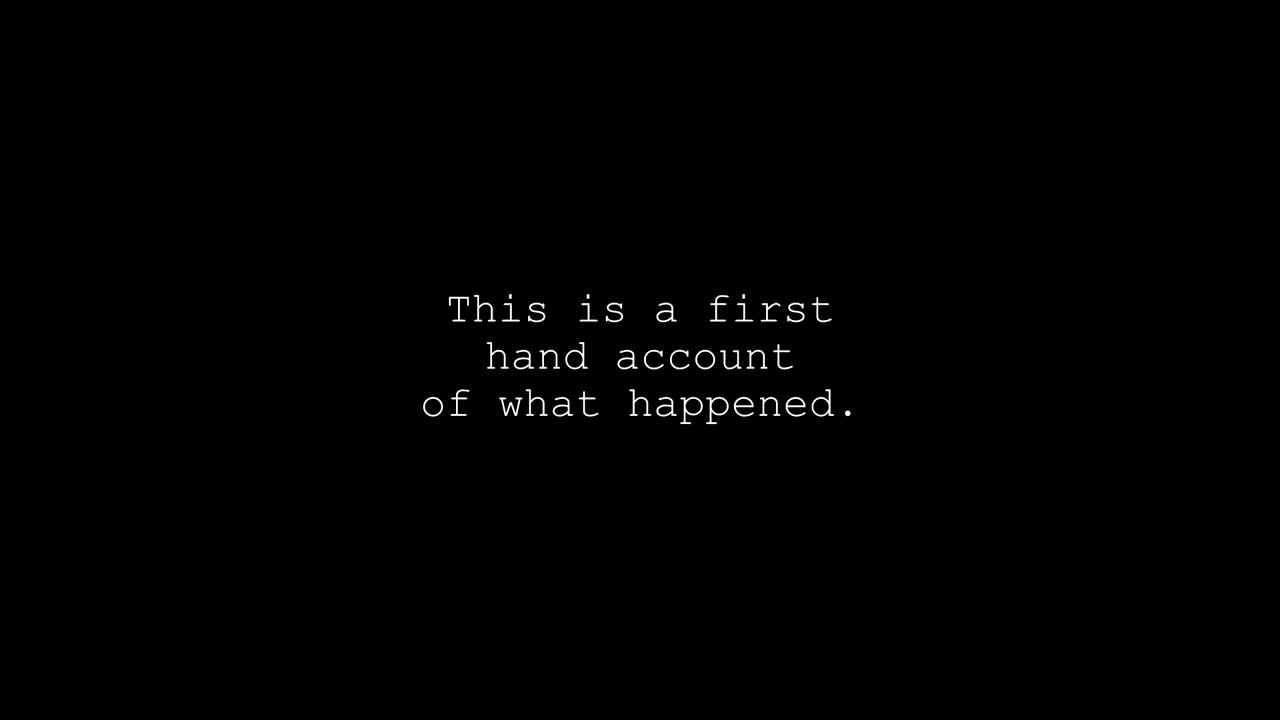 This is a first
hand account
of what happened.